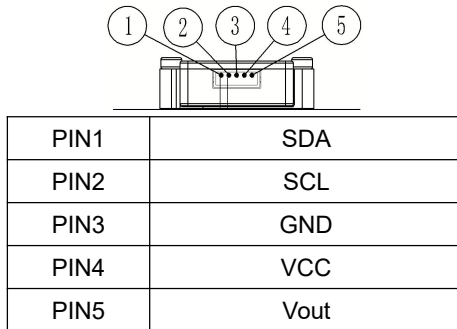 1 2 3 4 5
PIN1 SDA
PIN2 SCL
PIN3 GND
PIN4 VCC
PIN5 Vout